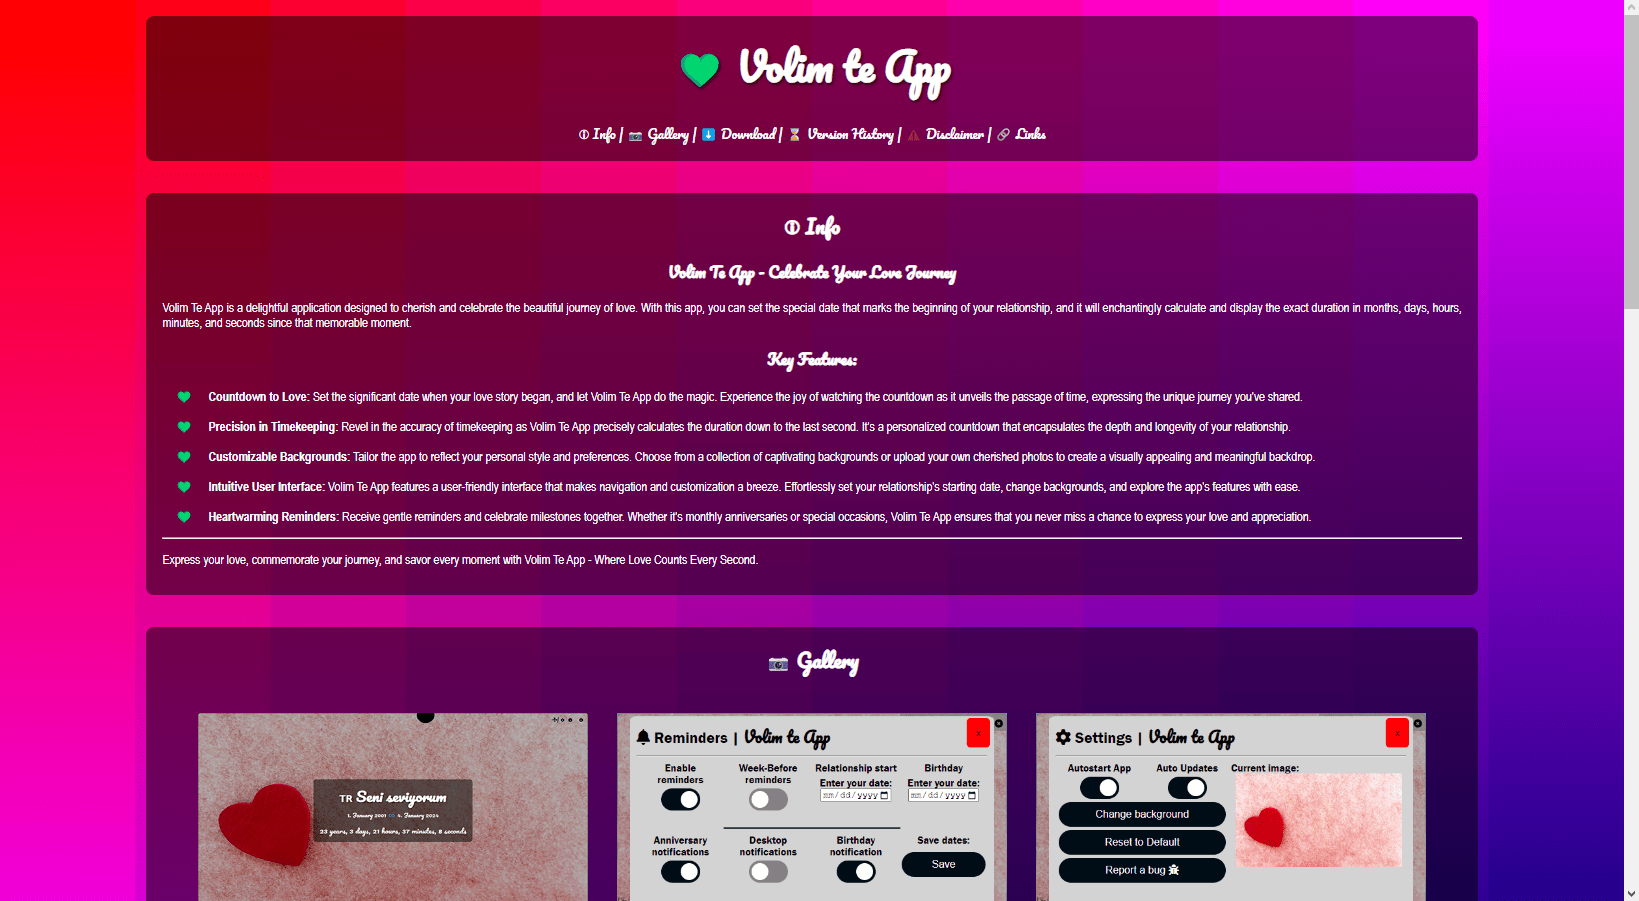 Volim te App
Info | Gallery | Download | Version History | Disclaimer | Links
Info
Volim Te App - Celebrate Your Love Journey
Volim Te App is a delightful application designed to cherish and celebrate the beautiful journey of love. With this app, you can set the special date that marks the beginning of your relationship, and it will enchantingly calculate and display the exact duration in months, days, hours,
minutes, and seconds since that memorable moment.
Key Features:
Countdown to Love: Set the significant date when your love story began, and let Volim Te App do the magic. Experience the joy of watching the countdown as it unveils the passage of time, expressing the unique journey you've shared.
Precision in Timekeeping: Revel in the accuracy of timekeeping as Volim Te App precisely calculates the duration down to the last second. It's a personalized countdown that encapsulates the depth and longevity of your relationship.
Customizable Backgrounds: Tailor the app to reflect your personal style and preferences. Choose from a collection of captivating backgrounds or upload your own cherished photos to create a visually appealing and meaningful backdrop.
Intuitive User Interface: Volim Te App features a user-friendly interface that makes navigation and customization a breeze. Effortlessly set your relationship's starting date, change backgrounds, and explore the app's features with ease.
Heartwarming Reminders: Receive gentle reminders and celebrate milestones together. Whether it's monthly anniversaries or special occasions, Volim Te App ensures that you never miss a chance to express your love and appreciation.
Express your love, commemorate your journey, and savor every moment with Volim Te App - Where Love Counts Every Second.
Gallery
TR Seni seviyorum
1. January 2001 4. January 2024
23 years, 3 days, 21 hours, 37 minutes, 8 seconds
Reminders | Volim te App
x
Enable reminders
Week-Before reminders
Relationship start
Enter your date:
mm/dd/yyyy
Birthday
Enter your date:
mm/dd/yyyy
Anniversary notifications
Desktop notifications
Birthday notification
Save dates:
Save
Settings | Volim te App
x
Autostart App
Auto Updates
Current image:
Change background
Reset to Default
Report a bug